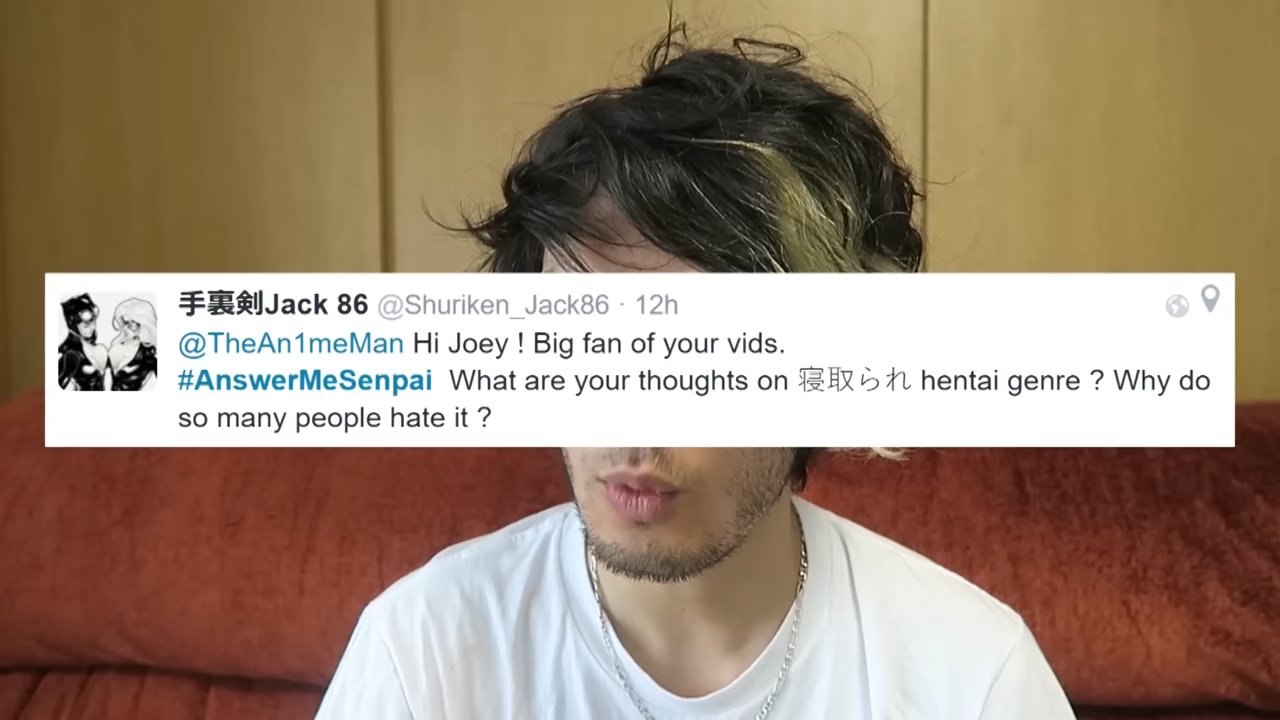 手裏剣Jack 86 @Shuriken_Jack86 · 12h
@TheAn1meMan Hi Joey ! Big fan of your vids.
#AnswerMeSenpai What are your thoughts on 寝取られ hentai genre ? Why do
so many people hate it ?